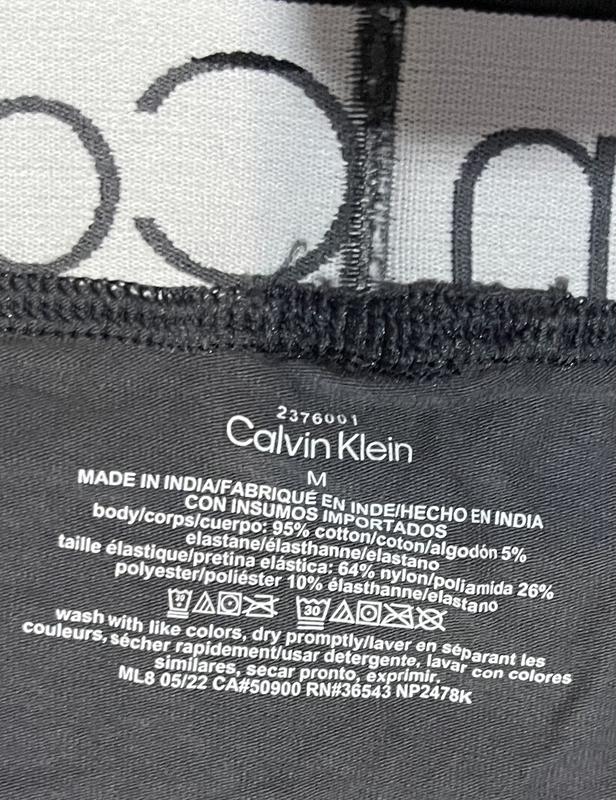 2376001
Calvin Klein
M
MADE IN INDIA/FABRIQUÉ EN INDE/HECHO EN INDIA
CON INSUMOS IMPORTADOS
body/corps/cuerpo: 95% cotton/coton/algodón 5%
elastane/élasthanne/elastano
taille élastique/pretina elástica: 64% nylon/poliamida 26%
polyester/poliéster 10% élasthanne/elastano
30
wash with like colors, dry promptly/laver en séparant les
couleurs, sécher rapidement/usar detergente, lavar con colores
similares, secar pronto, exprimir.
ML8 05/22 CA#50900 RN#36543 NP2478K